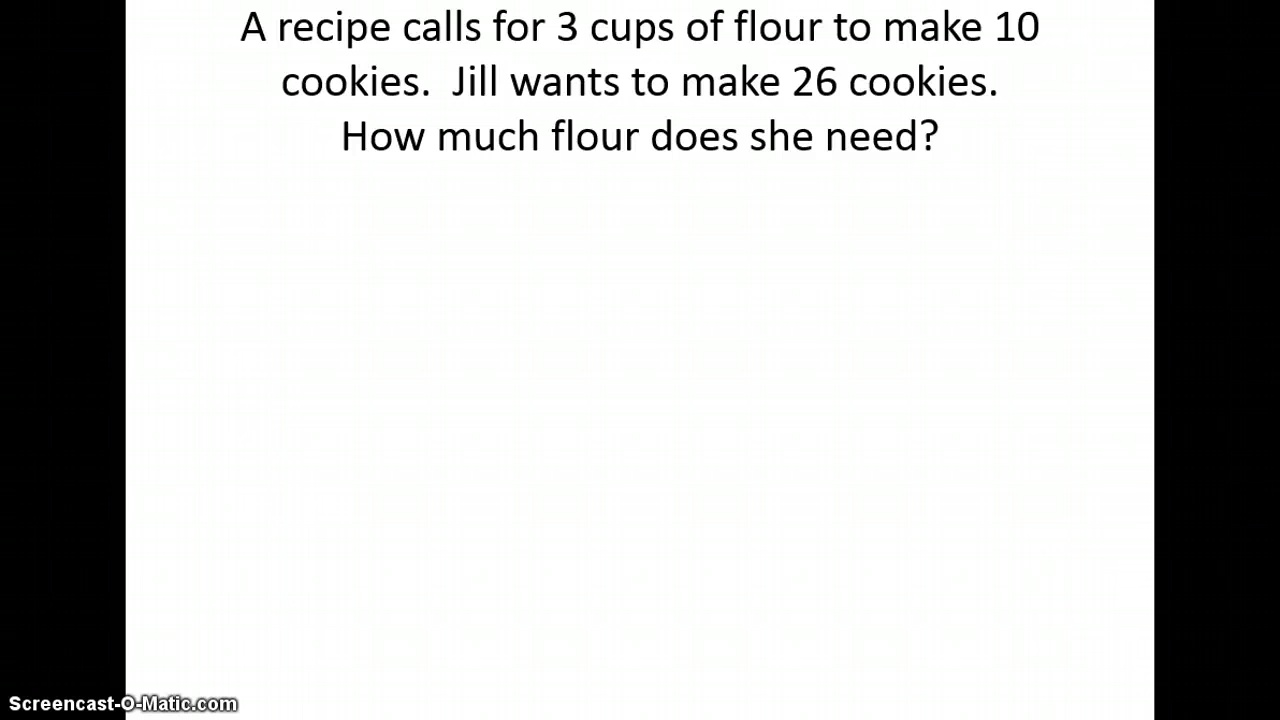 A recipe calls for 3 cups of flour to make 10
cookies.  Jill wants to make 26 cookies.
How much flour does she need?
Screencast-O-Matic.com